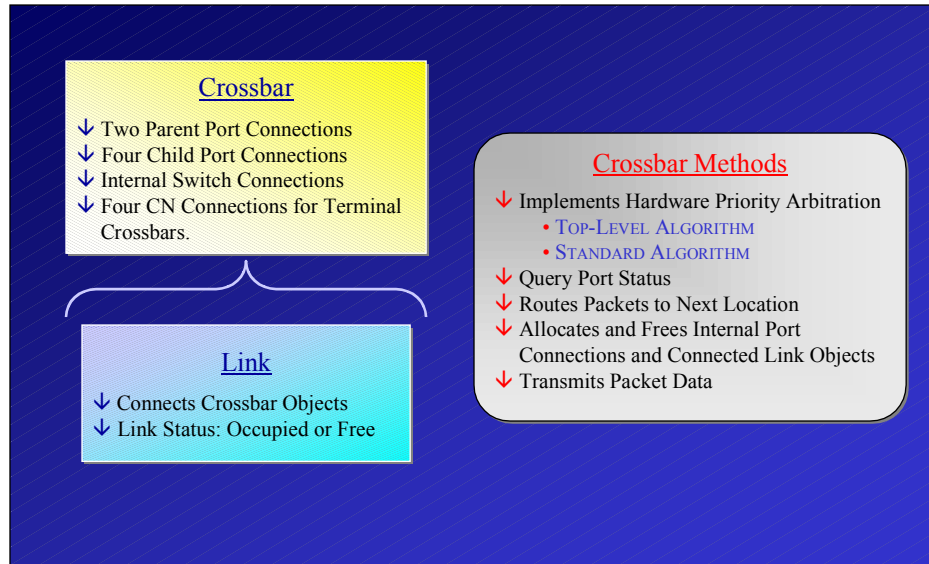 Crossbar
Two Parent Port Connections
Four Child Port Connections
Internal Switch Connections
Four CN Connections for Terminal
Crossbars.
Link
Connects Crossbar Objects
Link Status: Occupied or Free
Crossbar Methods
Implements Hardware Priority Arbitration
• TOP-LEVEL ALGORITHM
• STANDARD ALGORITHM
Query Port Status
Routes Packets to Next Location
Allocates and Frees Internal Port
Connections and Connected Link Objects
Transmits Packet Data